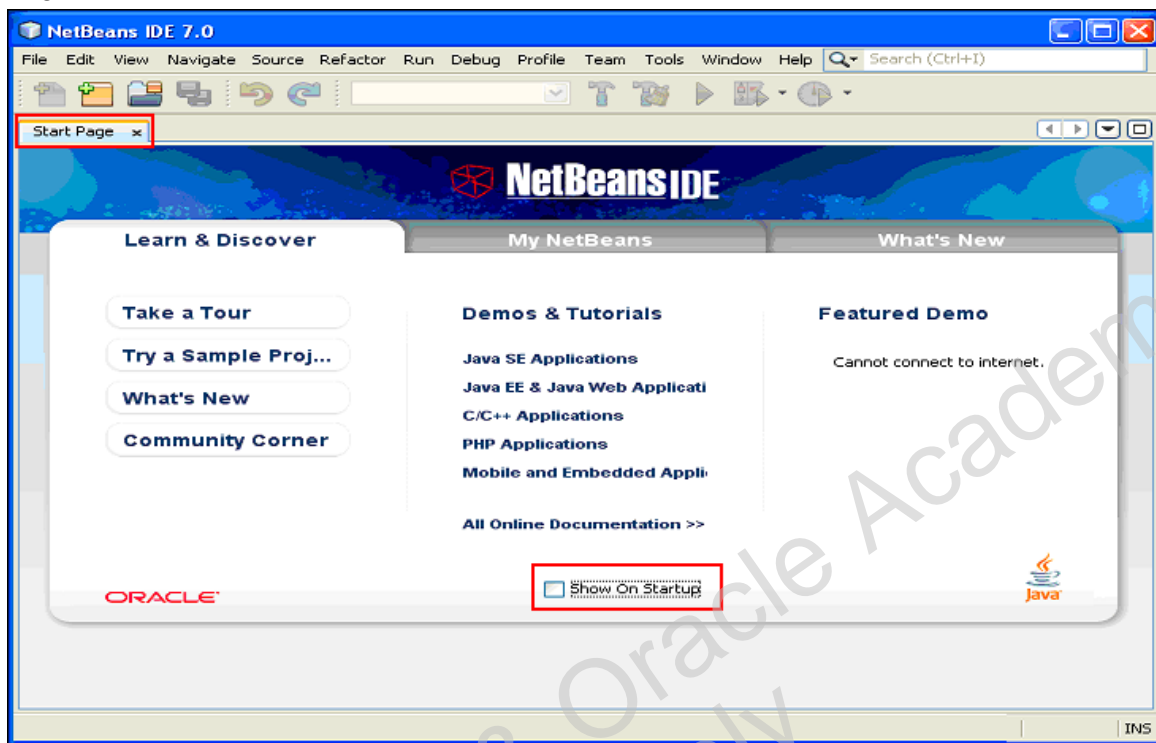 NetBeans IDE 7.0
File Edit View Navigate Source Refactor Run Debug Profile Team Tools Window Help Search (Ctrl+I)
Start Page
NetBeans IDE
Learn & Discover
My NetBeans
What's New
Take a Tour
Try a Sample Proj...
What's New
Community Corner
Demos & Tutorials
Java SE Applications
Java EE & Java Web Applicati
C/C++ Applications
PHP Applications
Mobile and Embedded Appli
All Online Documentation >>
Featured Demo
Cannot connect to internet.
Show On Startup
ORACLE
Java
INS
& Oracle Academ